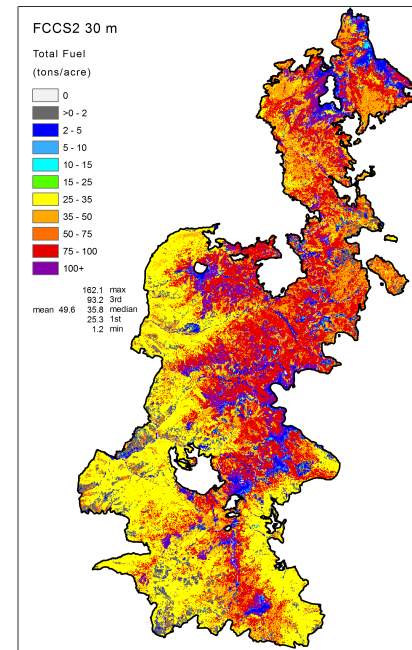 FCCS2 30 m
Total Fuel
(tons/acre)
0
>0 - 2
2 - 5
5 - 10
10 - 15
15 - 25
25 - 35
35 - 50
50 - 75
75 - 100
100+
162.1 max
93.2 3rd
mean 49.6 35.8 median
25.3 1st
1.2 min